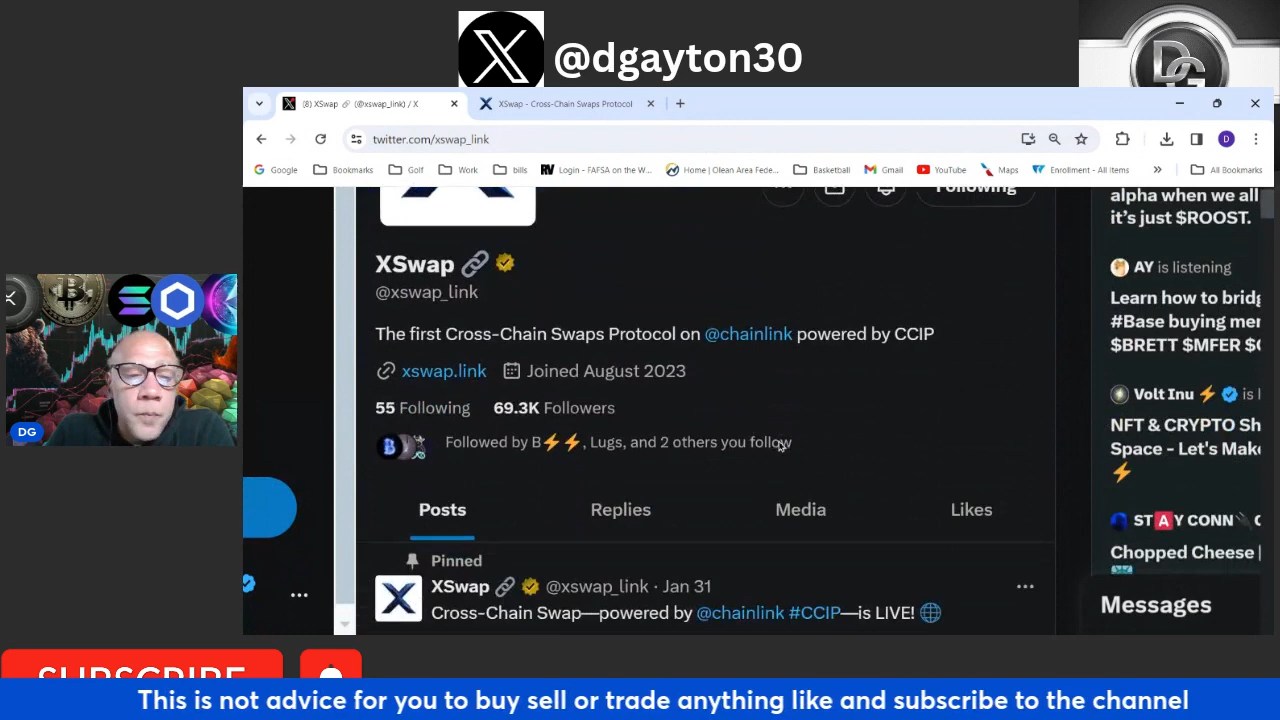 @dgayton30
DG
(8) XSwap 🔗 (@xswap_link) / X
XSwap - Cross-Chain Swaps Protocol
twitter.com/xswap_link
D
Google
Bookmarks
Golf
Work
bills
Login - FAFSA on the W...
Home | Olean Area Fede...
Basketball
Gmail
YouTube
Maps
Enrollment - All Items
»
All Bookmarks
Following
XSwap 🔗
@xswap_link
The first Cross-Chain Swaps Protocol on @chainlink powered by CCIP
xswap.link Joined August 2023
55 Following 69.3K Followers
Followed by B⚡⚡, Lugs, and 2 others you follow
Posts Replies Media Likes
Pinned
XSwap 🔗 @xswap_link · Jan 31
Cross-Chain Swap—powered by @chainlink #CCIP—is LIVE! 🌐
alpha when we all
it's just $ROOST.
AY is listening
Learn how to bridg
#Base buying mer
$BRETT $MFER $
Volt Inu ⚡ is l
NFT & CRYPTO Sh
Space - Let's Make
⚡
ST🅰Y CONN
Chopped Cheese
Messages
DG
SUBSCRIBE
This is not advice for you to buy sell or trade anything like and subscribe to the channel